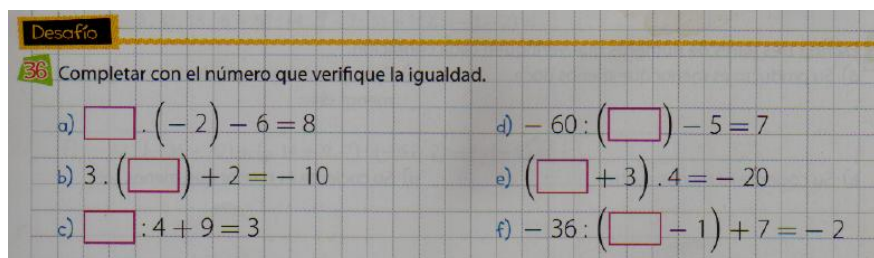 Desafío
36 Completar con el número que verifique la igualdad.
a) □ . (− 2) − 6 = 8
d) − 60 : (□) − 5 = 7
b) 3 . (□) + 2 = − 10
e) (□ + 3) . 4 = − 20
c) □ : 4 + 9 = 3
f) − 36 : (□ − 1) + 7 = − 2